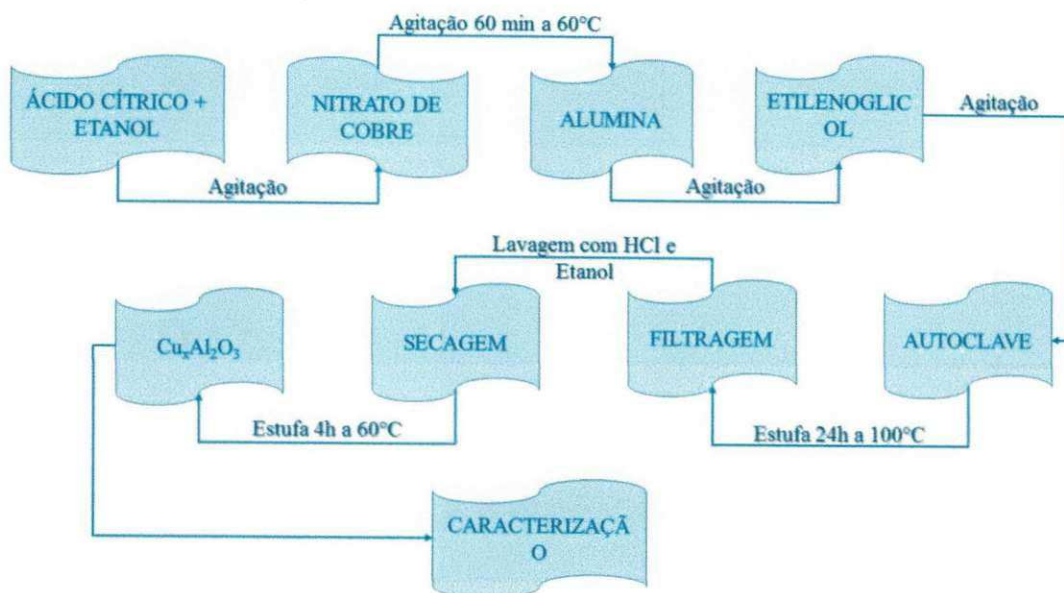 Agitação 60 min a 60°C
ÁCIDO CÍTRICO +
ETANOL
NITRATO DE
COBRE
ALUMINA
ETILENOGLIC
OL
Agitação
Agitação
Agitação
Lavagem com HCl e
Etanol
CuₓAl₂O₃
SECAGEM
FILTRAGEM
AUTOCLAVE
Estufa 4h a 60°C
Estufa 24h a 100°C
CARACTERIZAÇÃ
O